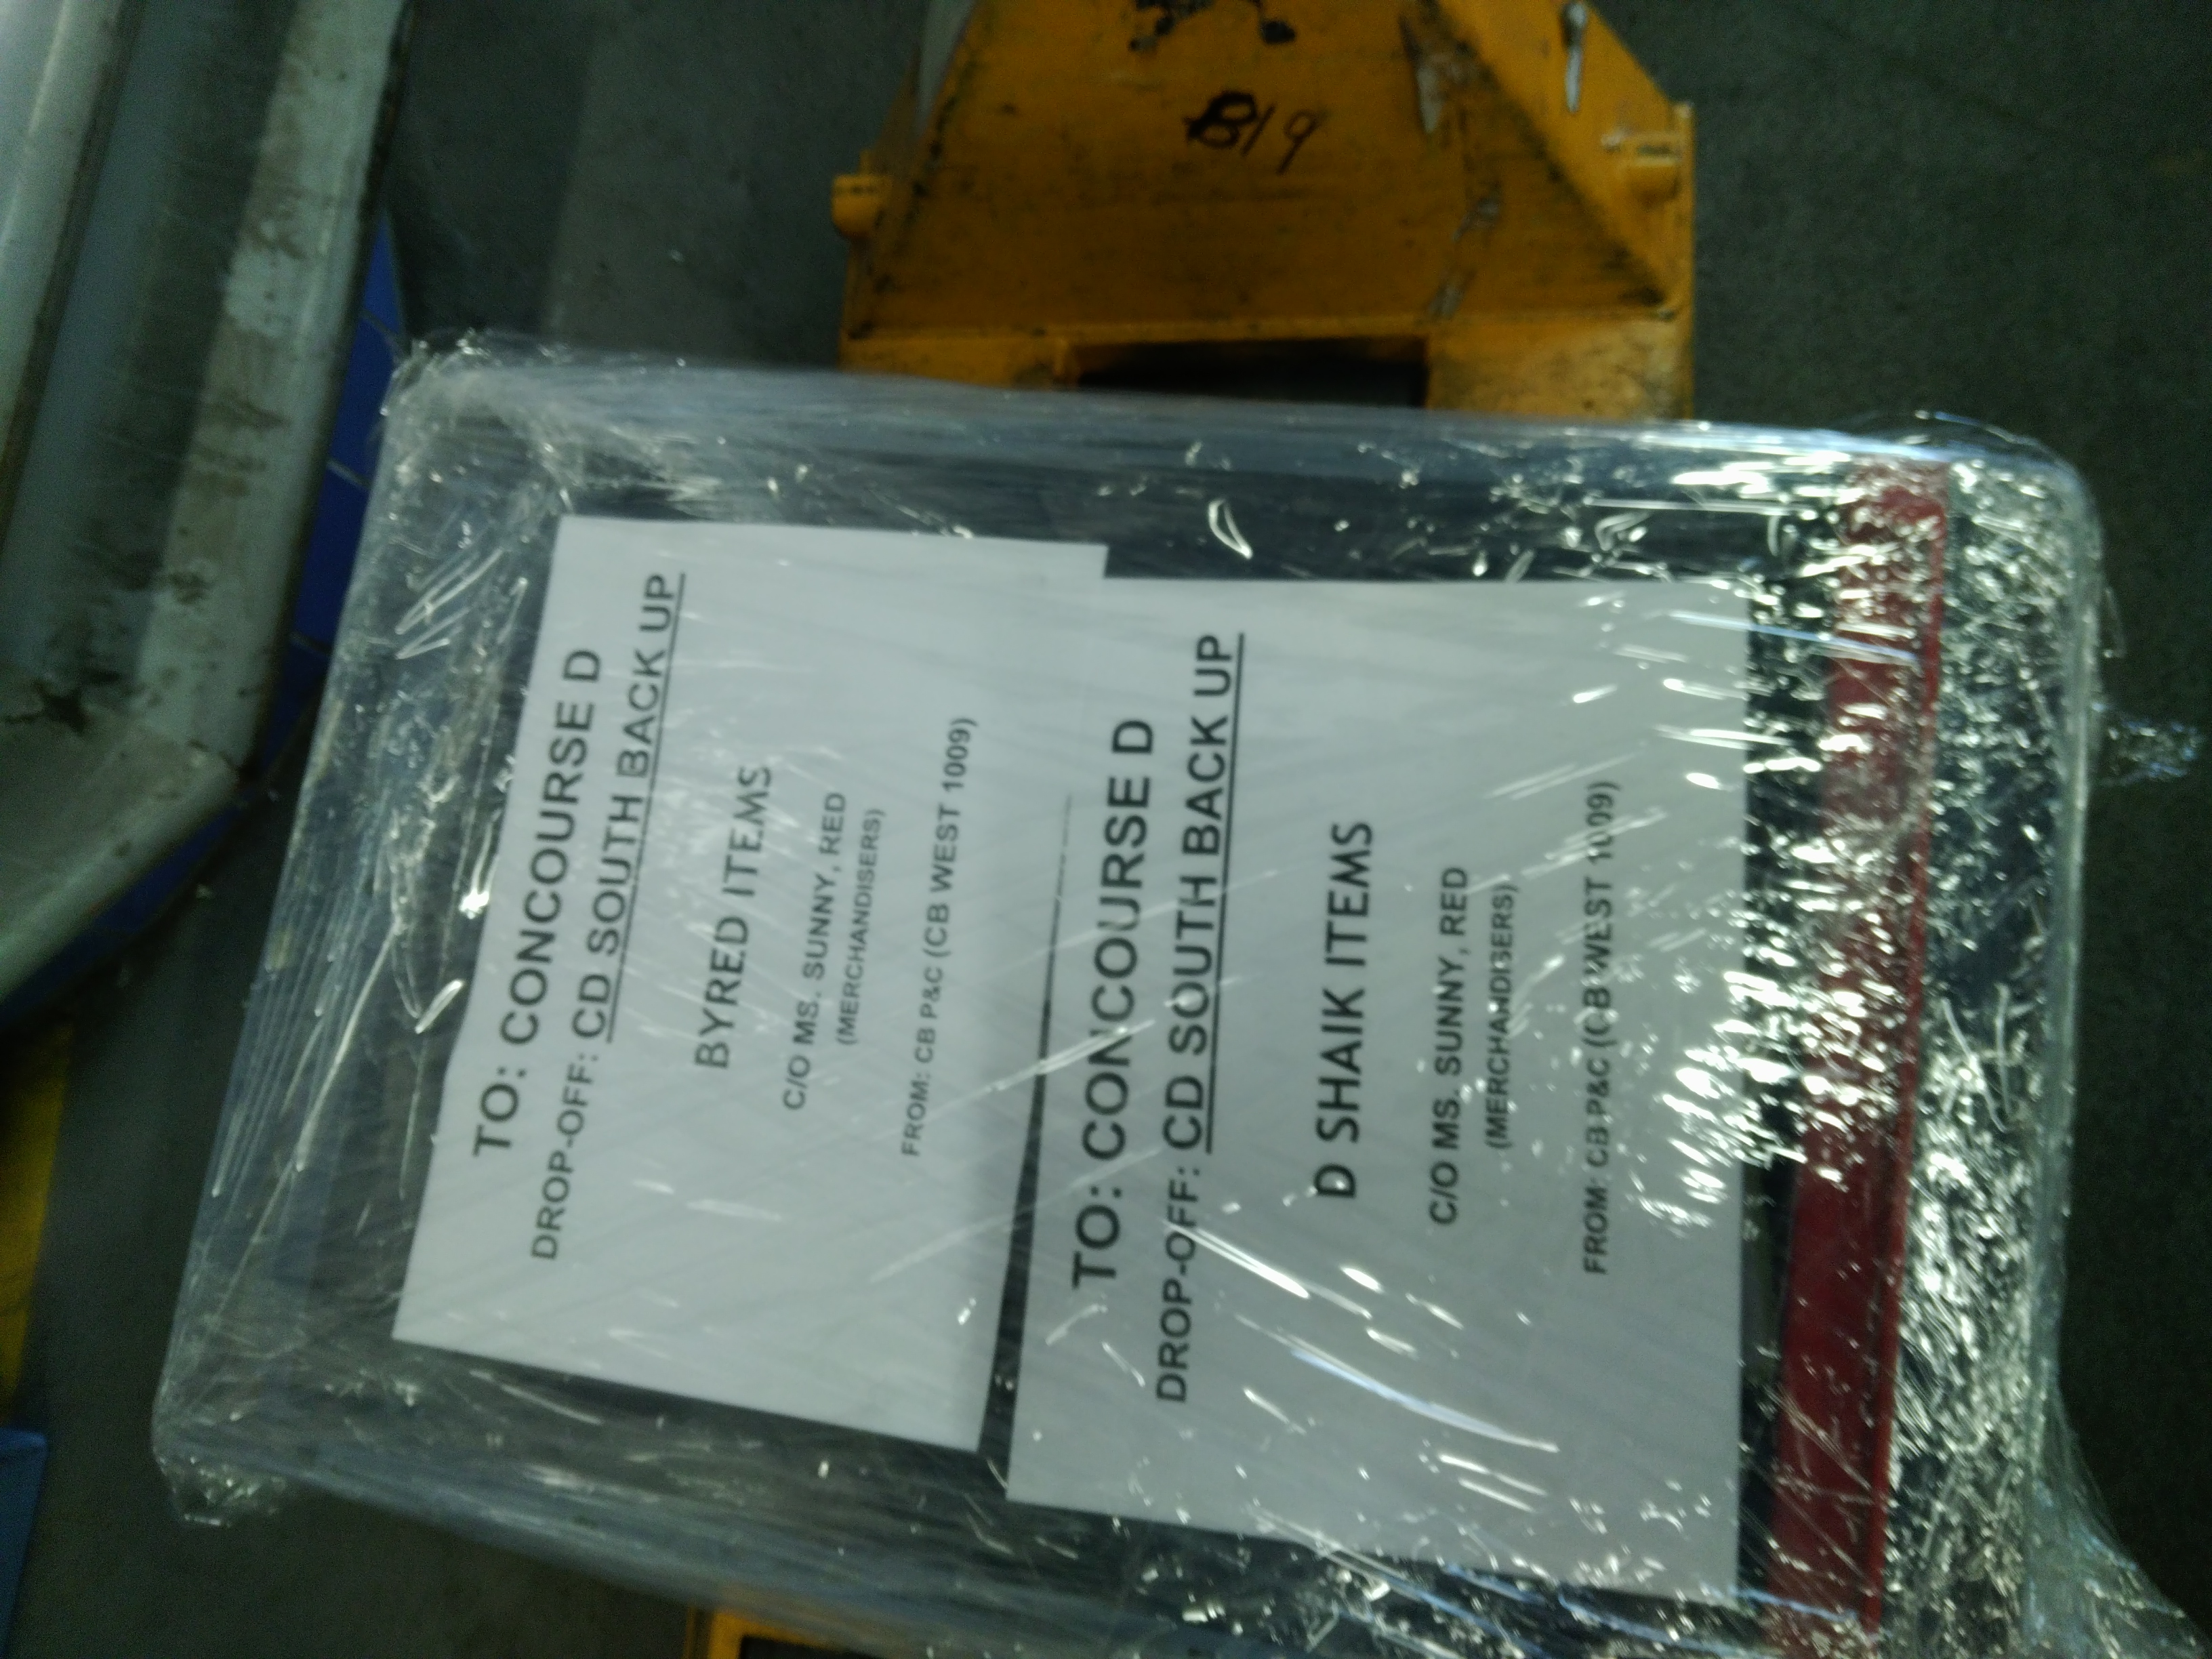 819
TO: CONCOURSE D
DROP-OFF: CD SOUTH BACK UP
BYRED ITEMS
C/O MS. SUNNY, RED
(MERCHANDISERS)
FROM: CB P&C (CB WEST 1009)
TO: CONCOURSE D
DROP-OFF: CD SOUTH BACK UP
D SHAIK ITEMS
C/O MS. SUNNY, RED
(MERCHANDISERS)
FROM: CB P&C (CB WEST 1009)